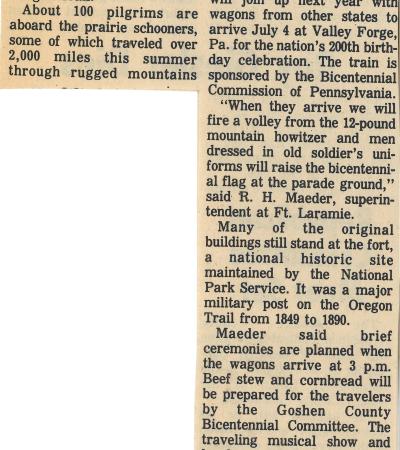 About 100 pilgrims are
aboard the prairie schooners,
some of which traveled over
2,000 miles this summer
through rugged mountains
will join up next year with
wagons from other states to
arrive July 4 at Valley Forge,
Pa. for the nation's 200th birth-
day celebration. The train is
sponsored by the Bicentennial
Commission of Pennsylvania.
"When they arrive we will
fire a volley from the 12-pound
mountain howitzer and men
dressed in old soldier's uni-
forms will raise the bicentenni-
al flag at the parade ground,"
said R. H. Maeder, superin-
tendent at Ft. Laramie.
Many of the original
buildings still stand at the fort,
a national historic site
maintained by the National
Park Service. It was a major
military post on the Oregon
Trail from 1849 to 1890.
Maeder said brief
ceremonies are planned when
the wagons arrive at 3 p.m.
Beef stew and cornbread will
be prepared for the travelers
by the Goshen County
Bicentennial Committee. The
traveling musical show and